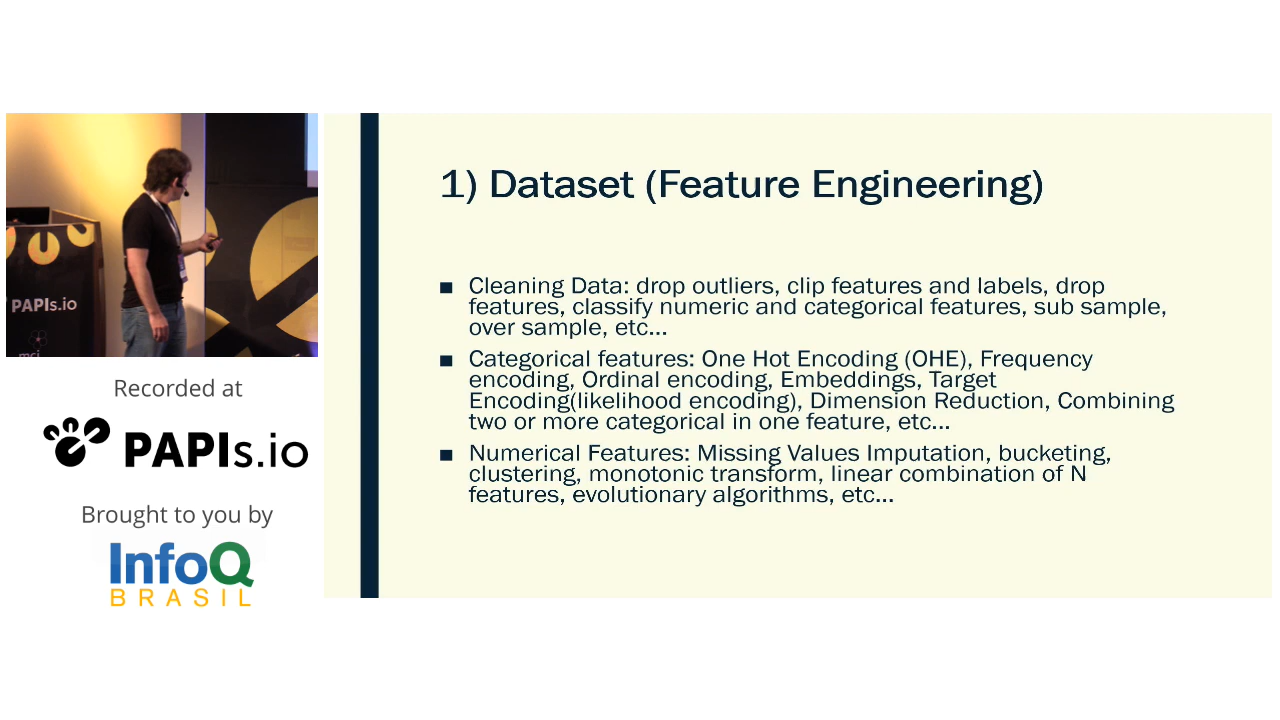 PAPIs.io
mci
Recorded at
PAPIs.io
Brought to you by
InfoQ
BRASIL
1) Dataset (Feature Engineering)
■ Cleaning Data: drop outliers, clip features and labels, drop
features, classify numeric and categorical features, sub sample,
over sample, etc...
■ Categorical features: One Hot Encoding (OHE), Frequency
encoding, Ordinal encoding, Embeddings, Target
Encoding(likelihood encoding), Dimension Reduction, Combining
two or more categorical in one feature, etc...
■ Numerical Features: Missing Values Imputation, bucketing,
clustering, monotonic transform, linear combination of N
features, evolutionary algorithms, etc...